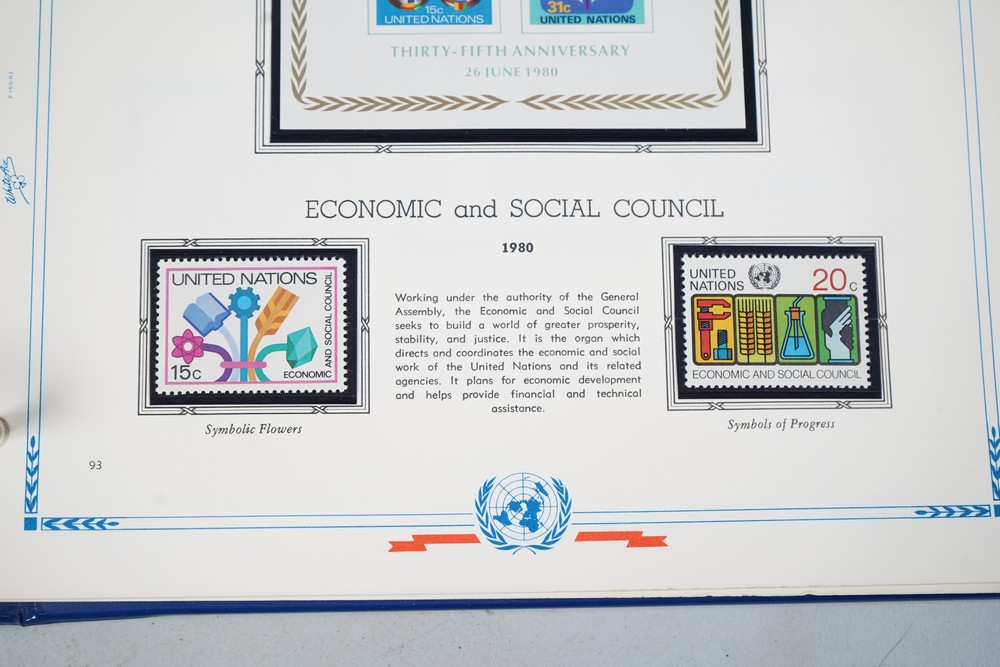 15c
UNITED NATIONS
31c
UNITED NATIONS
THIRTY-FIFTH ANNIVERSARY
26 JUNE 1980
White Ace
ECONOMIC and SOCIAL COUNCIL
1980
UNITED NATIONS
ECONOMIC AND SOCIAL COUNCIL
15c
Symbolic Flowers
Working under the authority of the General
Assembly, the Economic and Social Council
seeks to build a world of greater prosperity,
stability, and justice. It is the organ which
directs and coordinates the economic and social
work of the United Nations and its related
agencies. It plans for economic development
and helps provide financial and technical
assistance.
UNITED
NATIONS
20c
ECONOMIC AND SOCIAL COUNCIL
Symbols of Progress
93